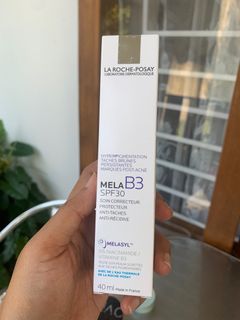 LA ROCHE-POSAY
LABORATOIRE DERMATOLOGIQUE
HYPERPIGMENTATION
TACHES BRUNES
PERSISTANTES
MARQUES POST-ACNÉ
MELA B3
SPF30
SOIN CORRECTEUR
PROTECTEUR
ANTI-TACHES
ANTI-RÉCIDIVE
MELASYL™
NIACINAMIDE /
VITAMINE B3
AVEC DE L'EAU THERMALE
DE LA ROCHE-POSAY
40 ml Made in France